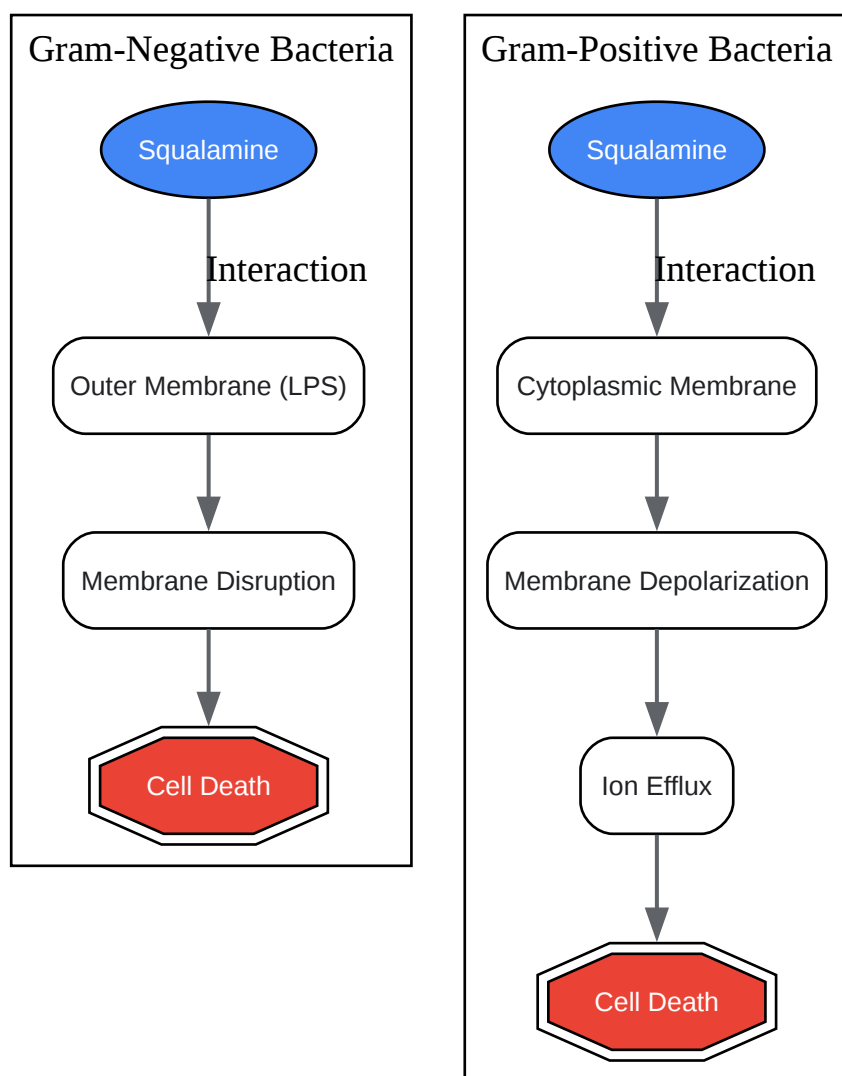 Gram-Negative Bacteria
Squalamine
Interaction
Outer Membrane (LPS)
Membrane Disruption
Cell Death
Gram-Positive Bacteria
Squalamine
Interaction
Cytoplasmic Membrane
Membrane Depolarization
Ion Efflux
Cell Death